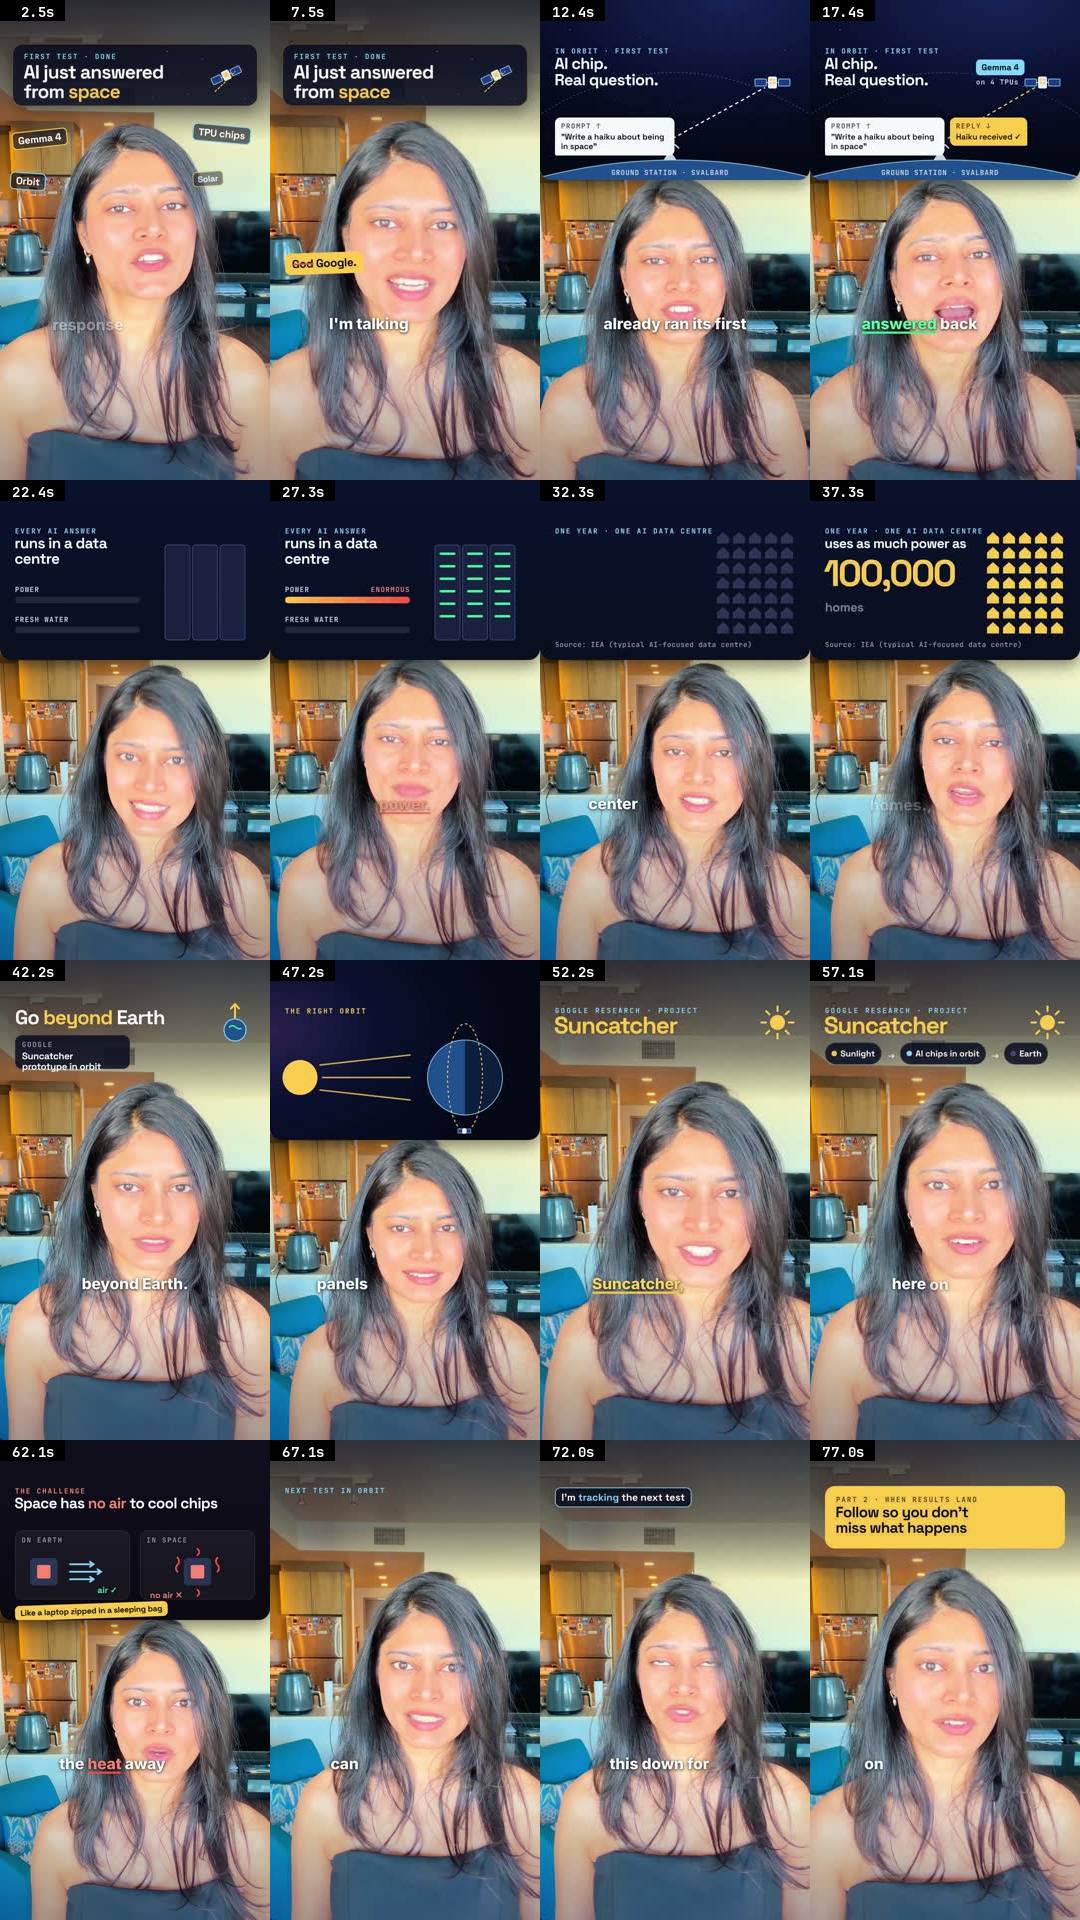 2.5s
FIRST TEST · DONE
AI just answered
from space
Gemma 4
TPU chips
Orbit
Solar
response
7.5s
FIRST TEST · DONE
AI just answered
from space
God Google.
I'm talking
12.4s
IN ORBIT · FIRST TEST
AI chip.
Real question.
PROMPT ↑
"Write a haiku about being
in space"
GROUND STATION · SVALBARD
already ran its first
17.4s
IN ORBIT · FIRST TEST
AI chip.
Real question.
Gemma 4
on 4 TPUs
PROMPT ↑
"Write a haiku about being
in space"
REPLY ↓
Haiku received ✓
GROUND STATION · SVALBARD
answered back
22.4s
EVERY AI ANSWER
runs in a data
centre
POWER
FRESH WATER
27.3s
EVERY AI ANSWER
runs in a data
centre
POWER
ENORMOUS
FRESH WATER
power.
32.3s
ONE YEAR · ONE AI DATA CENTRE
Source: IEA (typical AI-focused data centre)
center
37.3s
ONE YEAR · ONE AI DATA CENTRE
uses as much power as
100,000
homes
Source: IEA (typical AI-focused data centre)
homes.
42.2s
Go beyond Earth
GOOGLE
Suncatcher
prototype in orbit
beyond Earth.
47.2s
THE RIGHT ORBIT
panels
52.2s
GOOGLE RESEARCH · PROJECT
Suncatcher
Suncatcher,
57.1s
GOOGLE RESEARCH · PROJECT
Suncatcher
Sunlight → AI chips in orbit → Earth
here on
62.1s
THE CHALLENGE
Space has no air to cool chips
ON EARTH
air ✓
IN SPACE
no air ✕
Like a laptop zipped in a sleeping bag
the heat away
67.1s
NEXT TEST IN ORBIT
can
72.0s
I'm tracking the next test
this down for
77.0s
PART 2 · WHEN RESULTS LAND
Follow so you don't
miss what happens
on